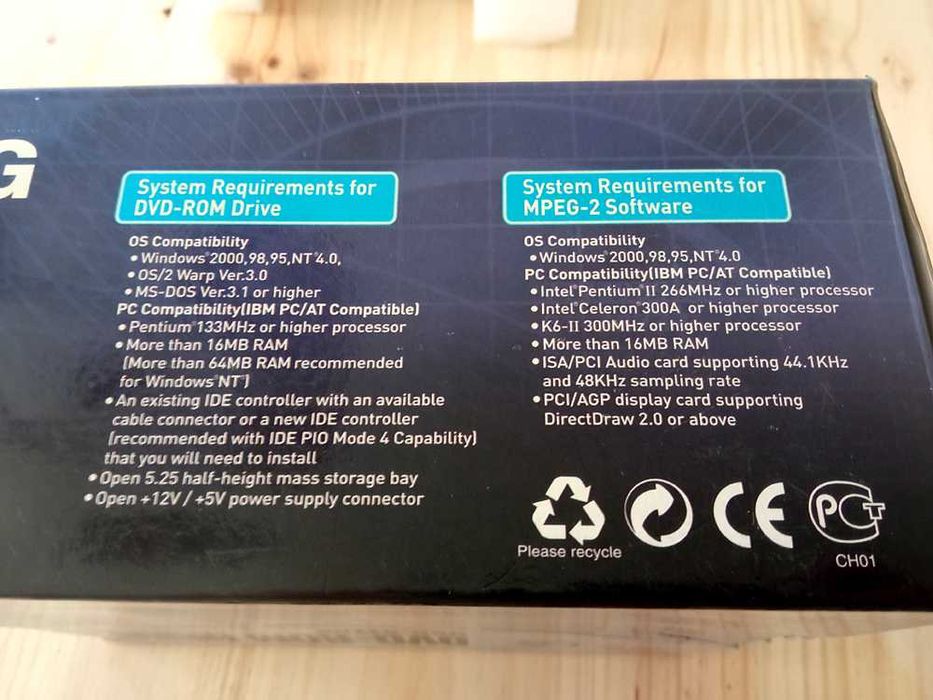 G
System Requirements for
DVD-ROM Drive
OS Compatibility
• Windows® 2000,98,95,NT® 4.0,
• OS/2 Warp Ver.3.0
• MS-DOS Ver.3.1 or higher
PC Compatibility(IBM PC/AT Compatible)
• Pentium® 133MHz or higher processor
• More than 16MB RAM
(More than 64MB RAM recommended
for Windows® NT®)
• An existing IDE controller with an available
cable connector or a new IDE controller
(recommended with IDE PIO Mode 4 Capability)
that you will need to install
• Open 5.25 half-height mass storage bay
• Open +12V / +5V power supply connector
System Requirements for
MPEG-2 Software
OS Compatibility
• Windows® 2000,98,95,NT® 4.0
PC Compatibility(IBM PC/AT Compatible)
• Intel® Pentium® II 266MHz or higher processor
• Intel® Celeron® 300A or higher processor
• K6-II 300MHz or higher processor
• More than 16MB RAM
• ISA/PCI Audio card supporting 44.1KHz
and 48KHz sampling rate
• PCI/AGP display card supporting
DirectDraw 2.0 or above
Please recycle
CE
PCT
CH01